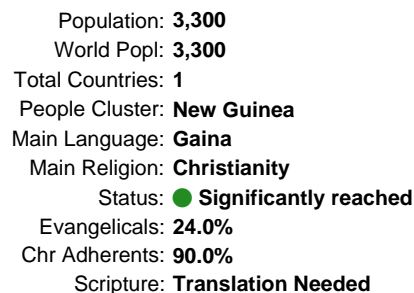 Population: 3,300
World Popl: 3,300
Total Countries: 1
People Cluster: New Guinea
Main Language: Gaina
Main Religion: Christianity
Status: Significantly reached
Evangelicals: 24.0%
Chr Adherents: 90.0%
Scripture: Translation Needed